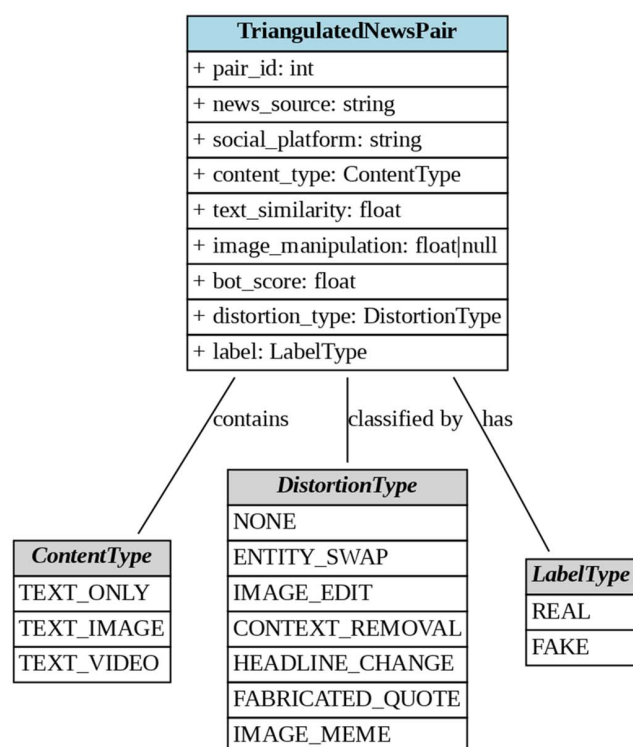 TriangulatedNewsPair
+ pair_id: int
+ news_source: string
+ social_platform: string
+ content_type: ContentType
+ text_similarity: float
+ image_manipulation: float|null
+ bot_score: float
+ distortion_type: DistortionType
+ label: LabelType
contains
classified by
has
ContentType
TEXT_ONLY
TEXT_IMAGE
TEXT_VIDEO
DistortionType
NONE
ENTITY_SWAP
IMAGE_EDIT
CONTEXT_REMOVAL
HEADLINE_CHANGE
FABRICATED_QUOTE
IMAGE_MEME
LabelType
REAL
FAKE